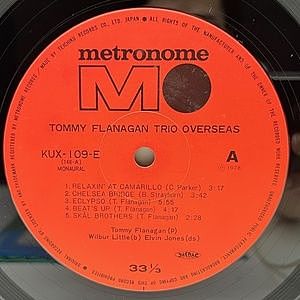 metronome
M
TOMMY FLANAGAN TRIO OVERSEAS
KUX-109-E
(146-A)
MONAURAL
A
℗ 1976
1. RELAXIN' AT CAMARILLO (C. Parker) 3:17
2. CHELSEA BRIDGE (B. Strayhorn) 3:42
3. ECLYPSO (T. Flanagan) 5:55
4. BEAT'S UP (T. Flanagan) 4:17
5. SKAL BROTHERS (T. Flanagan) 2:28
Tommy Flanagan(p)
Wilbur Little(b) Elvin Jones(ds)
33⅓